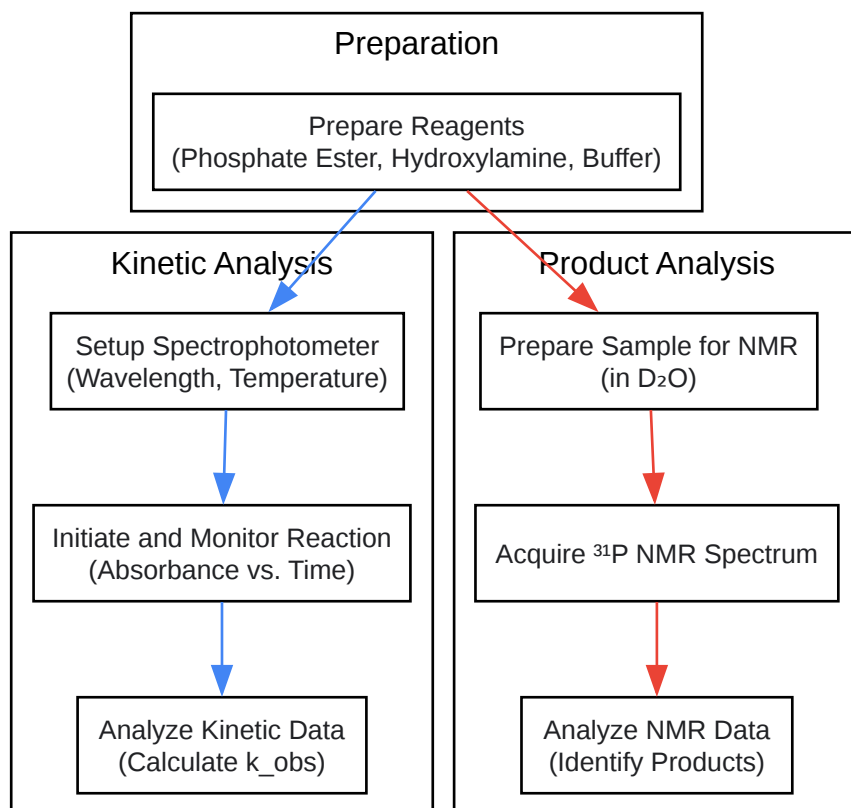 Preparation
Prepare Reagents
(Phosphate Ester, Hydroxylamine, Buffer)
Kinetic Analysis
Setup Spectrophotometer
(Wavelength, Temperature)
Initiate and Monitor Reaction
(Absorbance vs. Time)
Analyze Kinetic Data
(Calculate k_obs)
Product Analysis
Prepare Sample for NMR
(in D₂O)
Acquire ³¹P NMR Spectrum
Analyze NMR Data
(Identify Products)